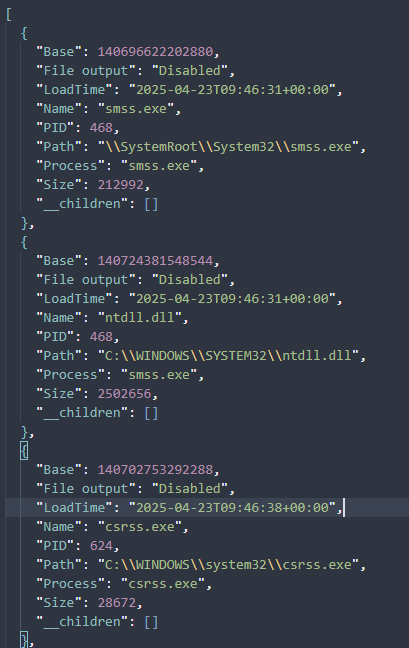 [
  {
    "Base": 140696622202880,
    "File output": "Disabled",
    "LoadTime": "2025-04-23T09:46:31+00:00",
    "Name": "smss.exe",
    "PID": 468,
    "Path": "\\SystemRoot\\System32\\smss.exe",
    "Process": "smss.exe",
    "Size": 212992,
    "__children": []
  },
  {
    "Base": 140724381548544,
    "File output": "Disabled",
    "LoadTime": "2025-04-23T09:46:31+00:00",
    "Name": "ntdll.dll",
    "PID": 468,
    "Path": "C:\\WINDOWS\\SYSTEM32\\ntdll.dll",
    "Process": "smss.exe",
    "Size": 2502656,
    "__children": []
  },
  {
    "Base": 140702753292288,
    "File output": "Disabled",
    "LoadTime": "2025-04-23T09:46:38+00:00",
    "Name": "csrss.exe",
    "PID": 624,
    "Path": "C:\\WINDOWS\\system32\\csrss.exe",
    "Process": "csrss.exe",
    "Size": 28672,
    "__children": []
  },